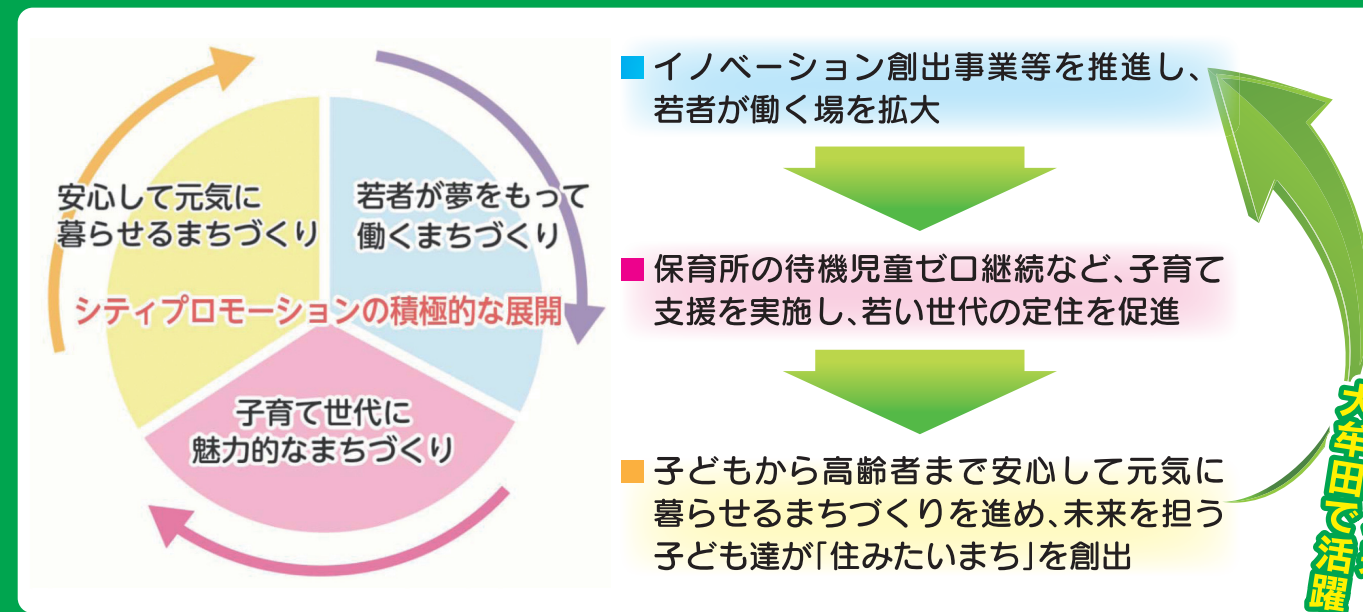 安心して元気に
暮らせるまちづくり
若者が夢をもって
働くまちづくり
シティプロモーションの積極的な展開
子育て世代に
魅力的なまちづくり
■イノベーション創出事業等を推進し、
若者が働く場を拡大
■保育所の待機児童ゼロ継続など、子育て
支援を実施し、若い世代の定住を促進
■子どもから高齢者まで安心して元気に
暮らせるまちづくりを進め、未来を担う
子ども達が「住みたいまち」を創出
大牟田で活躍